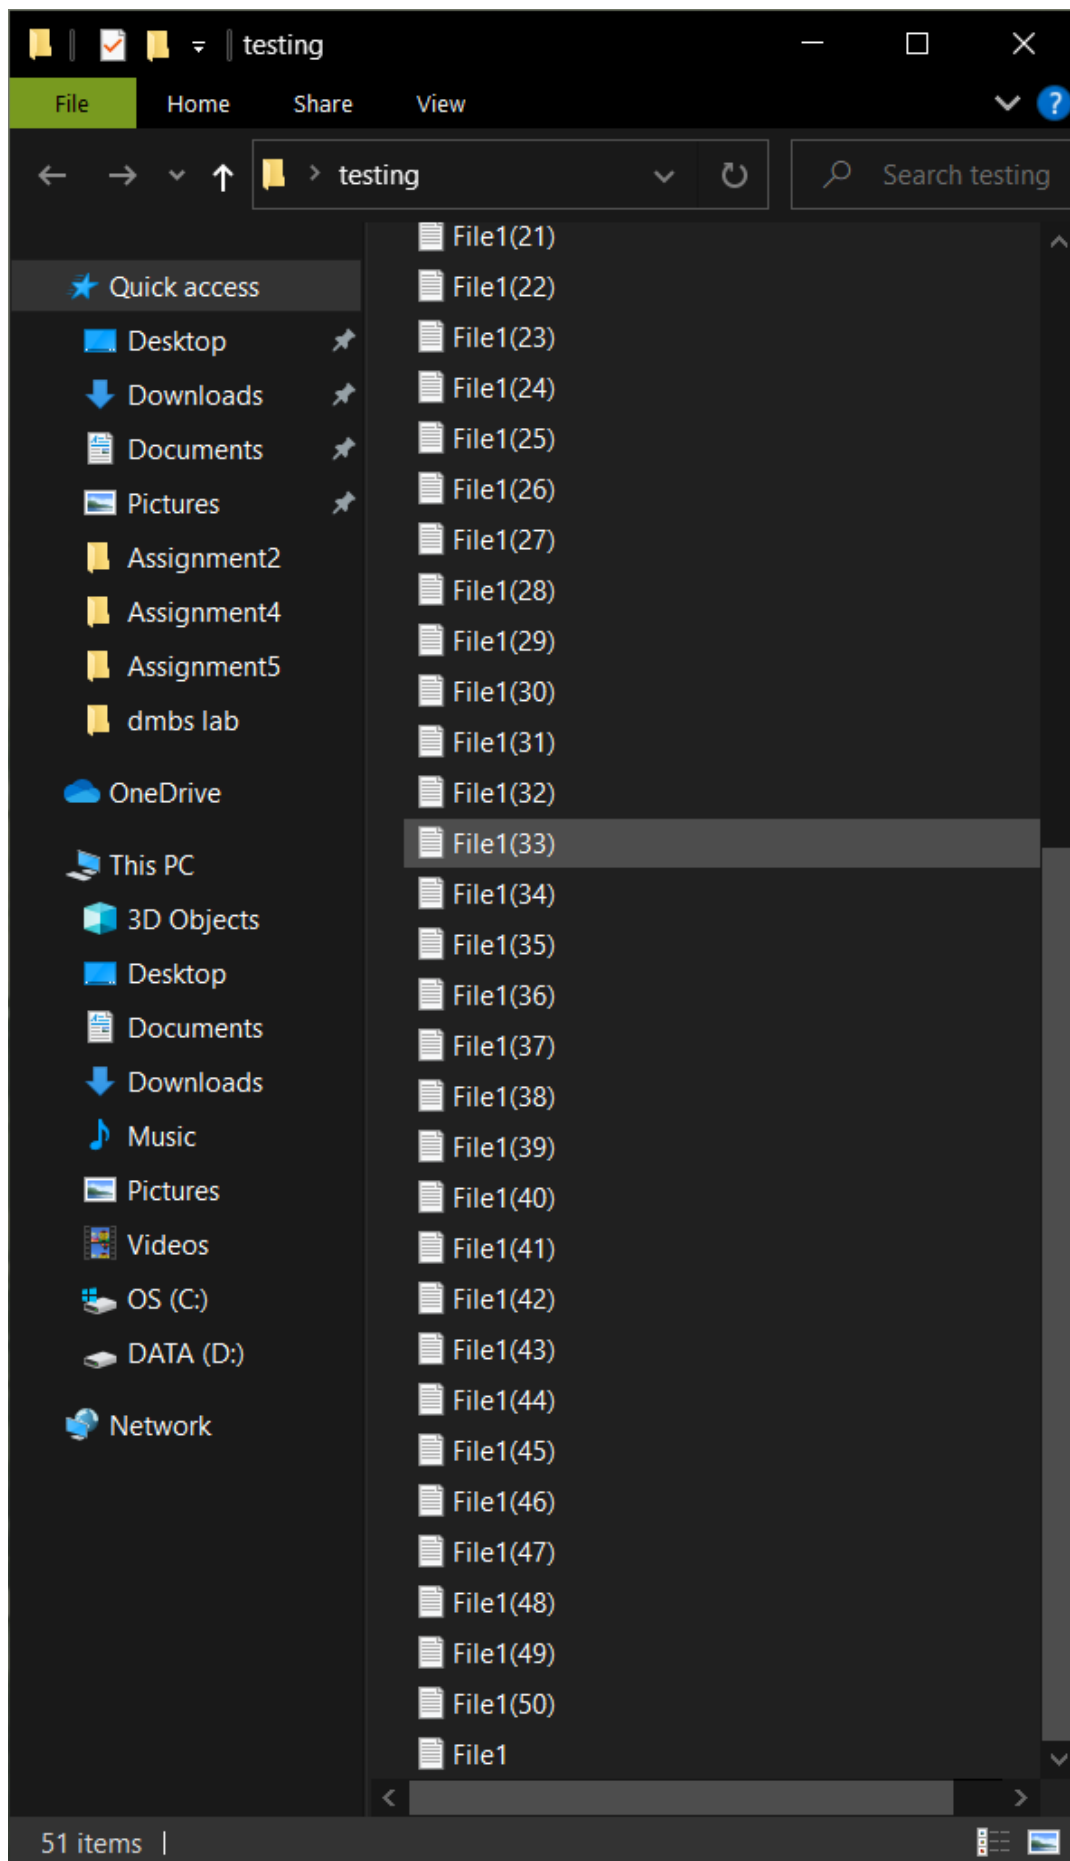 testing
File Home Share View
?
testing Search testing
Quick access
Desktop
Downloads
Documents
Pictures
Assignment2
Assignment4
Assignment5
dmbs lab
OneDrive
This PC
3D Objects
Desktop
Documents
Downloads
Music
Pictures
Videos
OS (C:)
DATA (D:)
Network
File1(21)
File1(22)
File1(23)
File1(24)
File1(25)
File1(26)
File1(27)
File1(28)
File1(29)
File1(30)
File1(31)
File1(32)
File1(33)
File1(34)
File1(35)
File1(36)
File1(37)
File1(38)
File1(39)
File1(40)
File1(41)
File1(42)
File1(43)
File1(44)
File1(45)
File1(46)
File1(47)
File1(48)
File1(49)
File1(50)
File1
51 items